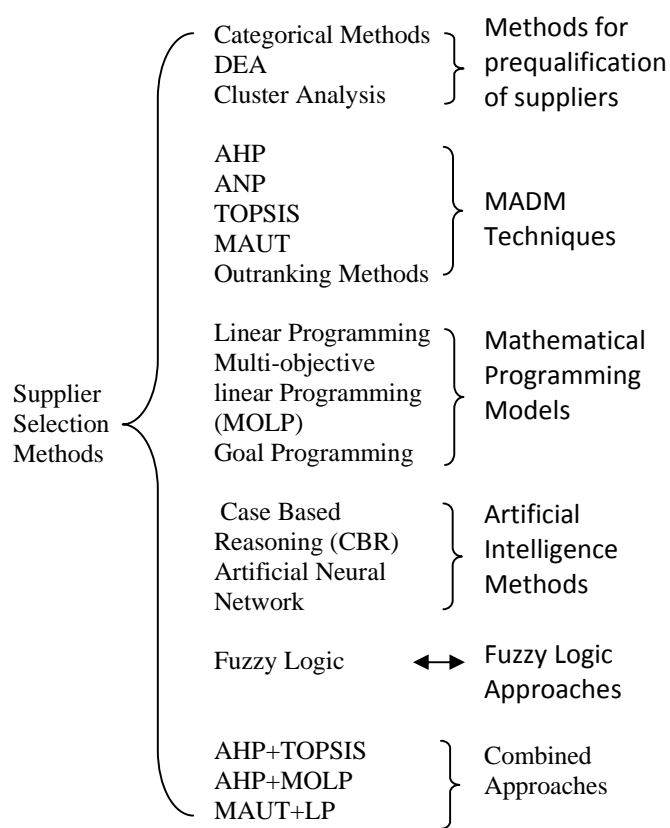 Categorical Methods
DEA
Cluster Analysis
Methods for
prequalification
of suppliers
AHP
ANP
TOPSIS
MAUT
Outranking Methods
MADM
Techniques
Supplier
Selection
Methods
Linear Programming
Multi-objective
linear Programming
(MOLP)
Goal Programming
Mathematical
Programming
Models
Case Based
Reasoning (CBR)
Artificial Neural
Network
Artificial
Intelligence
Methods
Fuzzy Logic
Fuzzy Logic
Approaches
AHP+TOPSIS
AHP+MOLP
MAUT+LP
Combined
Approaches